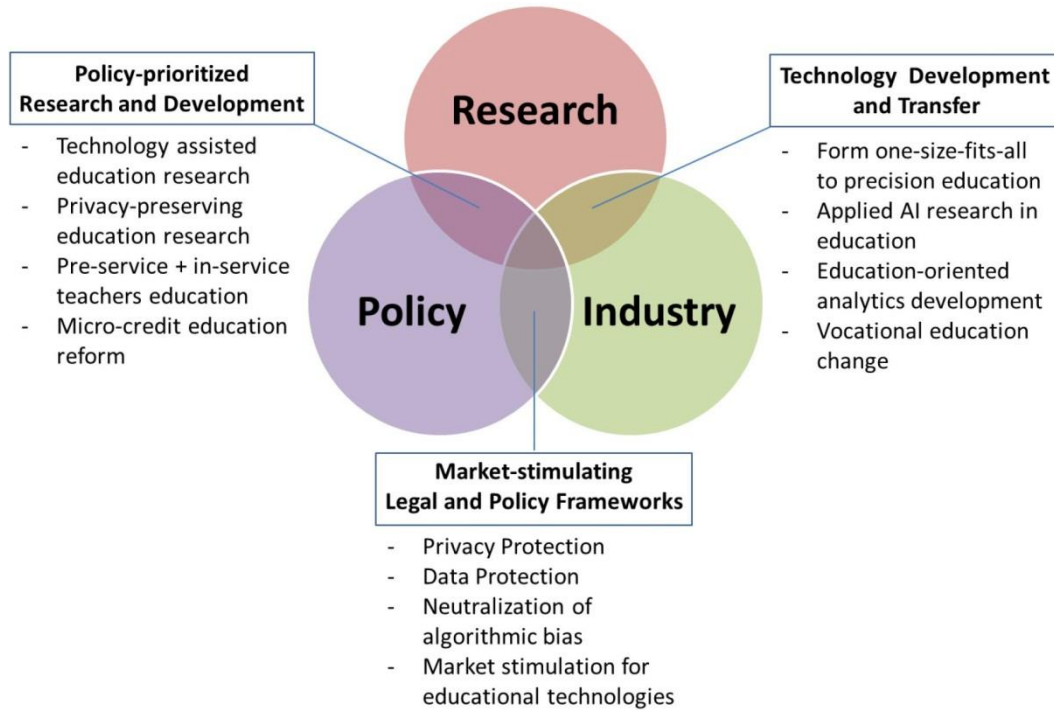 Policy-prioritized
Research and Development
- Technology assisted
education research
- Privacy-preserving
education research
- Pre-service + in-service
teachers education
- Micro-credit education
reform
Research
Policy
Industry
Technology Development
and Transfer
- Form one-size-fits-all
to precision education
- Applied AI research in
education
- Education-oriented
analytics development
- Vocational education
change
Market-stimulating
Legal and Policy Frameworks
- Privacy Protection
- Data Protection
- Neutralization of
algorithmic bias
- Market stimulation for
educational technologies